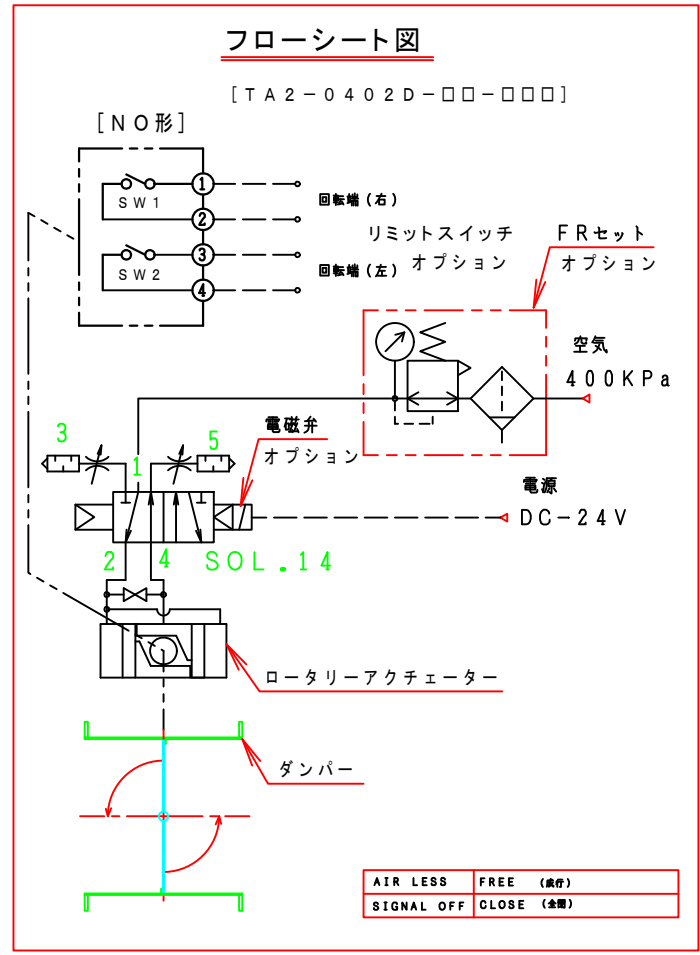 フローシート図
[TA2-0402D-□□-□□□]
[NO形]
1
SW1
2
回転端(右)
3
SW2
4
回転端(左)
リミットスイッチ
オプション
FRセット
オプション
空気
400KPa
電磁弁
オプション
3
1
5
電源
DC-24V
2
4
SOL.14
ロータリーアクチェーター
ダンパー
AIR LESS FREE (成行)
SIGNAL OFF CLOSE (全閉)